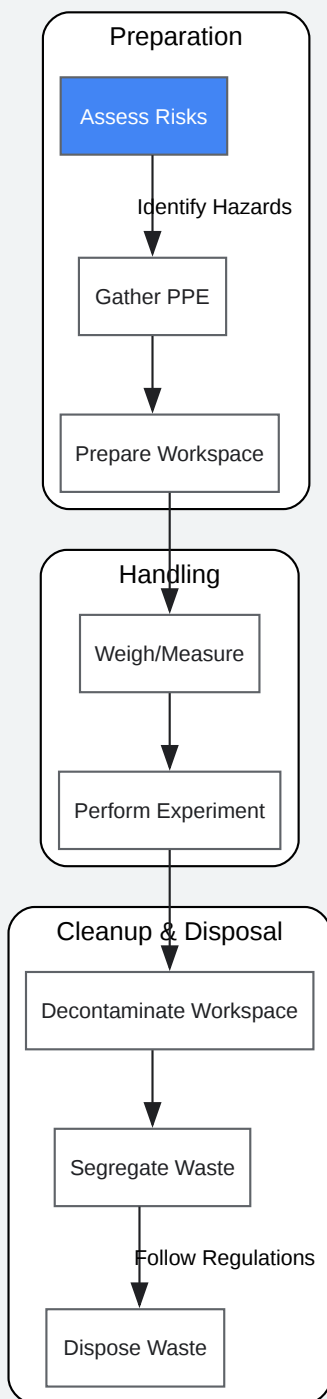 Preparation
Assess Risks
Identify Hazards
Gather PPE
Prepare Workspace
Handling
Weigh/Measure
Perform Experiment
Cleanup & Disposal
Decontaminate Workspace
Segregate Waste
Follow Regulations
Dispose Waste